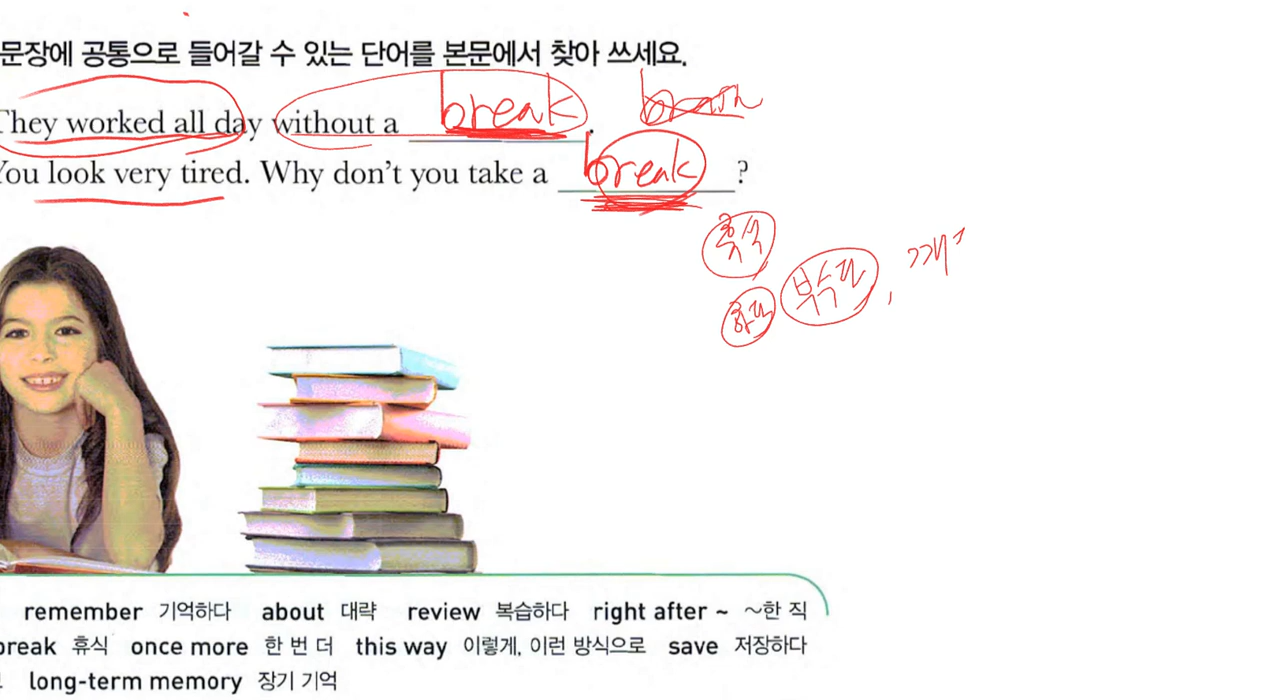 문장에 공통으로 들어갈 수 있는 단어를 본문에서 찾아 쓰세요.
They worked all day without a break.
You look very tired. Why don't you take a break?
휴식
부수다,
remember 기억하다 about 대략 review 복습하다 right after ~ ~한 직
break 휴식 once more 한 번 더 this way 이렇게, 이런 방식으로 save 저장하다
long-term memory 장기 기억